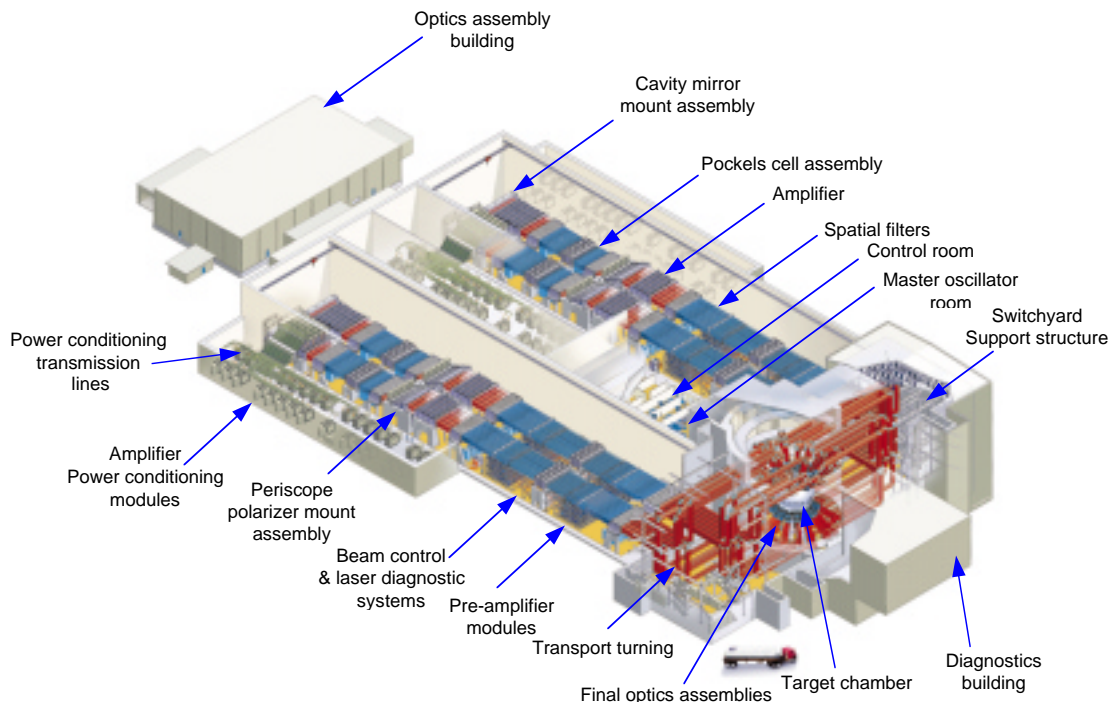 Optics assembly
building
Cavity mirror
mount assembly
Pockels cell assembly
Amplifier
Spatial filters
Control room
Master oscillator
room
Switchyard
Support structure
Power conditioning
transmission
lines
Amplifier
Power conditioning
modules
Periscope
polarizer mount
assembly
Beam control
& laser diagnostic
systems
Pre-amplifier
modules
Transport turning
Final optics assemblies
Target chamber
Diagnostics
building